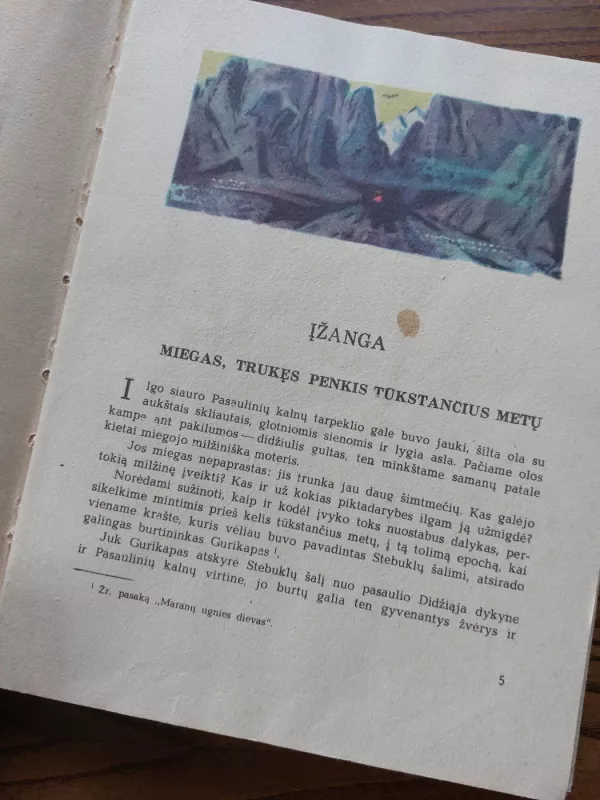 ĮŽANGA
MIEGAS, TRUKĘS PENKIS TŪKSTANČIUS METŲ
Ilgo siauro Pasaulinių kalnų tarpeklio gale buvo jauki, šilta ola su
aukštais skliautais, glotniomis sienomis ir lygia asla. Pačiame olos
kampe ant pakilumos — didžiulis gultas, ten minkštame samanų patale
kietai miegojo milžiniška moteris.
Jos miegas nepaprastas: jis trunka jau daug šimtmečių. Kas galėjo
tokią milžinę įveikti? Kas ir už kokias piktadarybes ilgam ją užmigdė?
Norėdami sužinoti, kaip ir kodėl įvyko toks nuostabus dalykas, per-
sikelkime mintimis prieš kelis tūkstančius metų, į tą tolimą epochą, kai
viename krašte, kuris vėliau buvo pavadintas Stebuklų šalimi, atsirado
galingas burtininkas Gurikapas ¹.
Juk Gurikapas atskyrė Stebuklų šalį nuo pasaulio Didžiąja dykyne
ir Pasaulinių kalnų virtine, jo burtų galia ten gyvenantys žvėrys ir
¹ Žr. pasaką „Maranų ugnies dievas“.
5